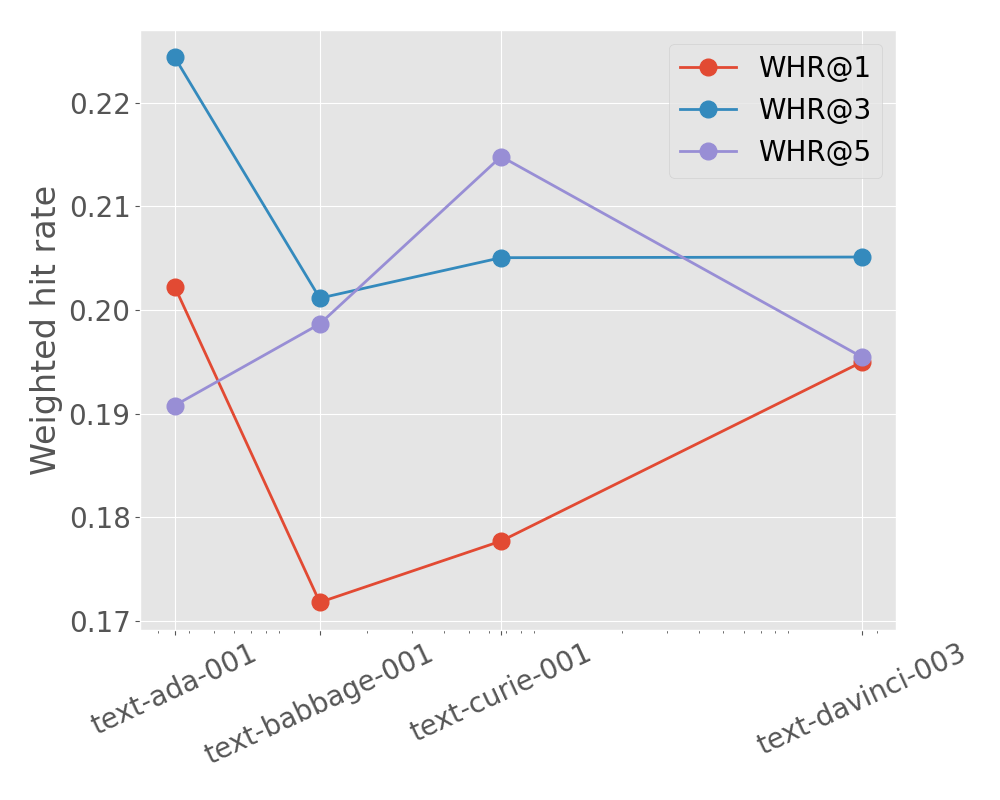 WHR@1
WHR@3
WHR@5
Weighted hit rate
0.22
0.21
0.20
0.19
0.18
0.17
text-ada-001
text-babbage-001
text-curie-001
text-davinci-003